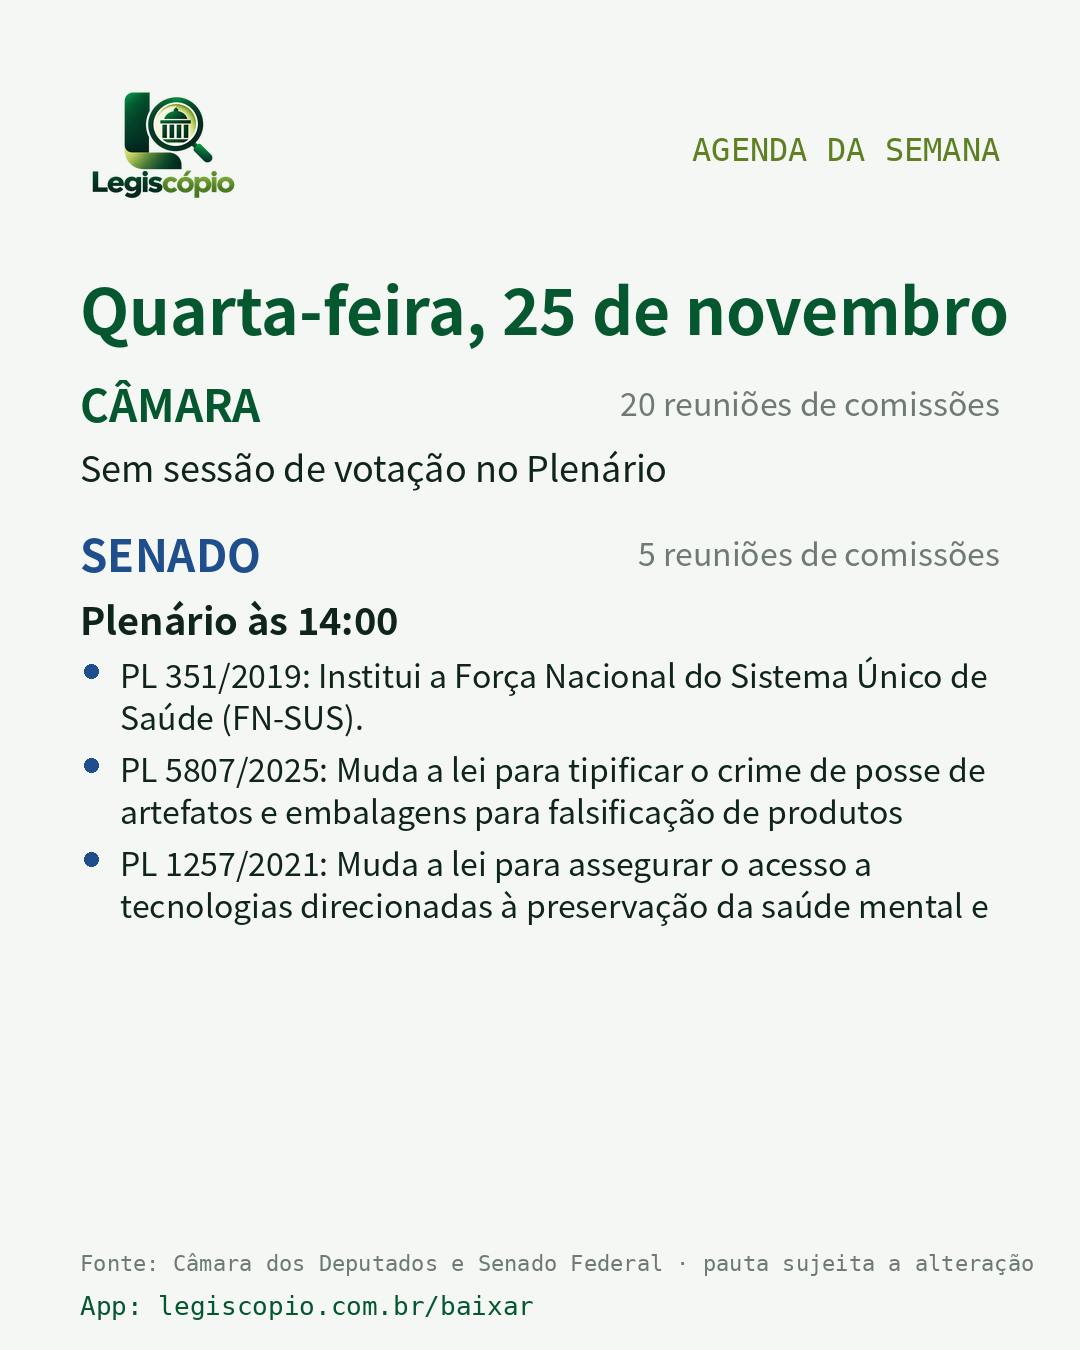 Legiscópio
AGENDA DA SEMANA
Quarta-feira, 25 de novembro
CÂMARA
20 reuniões de comissões
Sem sessão de votação no Plenário
SENADO
5 reuniões de comissões
Plenário às 14:00
PL 351/2019: Institui a Força Nacional do Sistema Único de
Saúde (FN-SUS).
PL 5807/2025: Muda a lei para tipificar o crime de posse de
artefatos e embalagens para falsificação de produtos
PL 1257/2021: Muda a lei para assegurar o acesso a
tecnologias direcionadas à preservação da saúde mental e
Fonte: Câmara dos Deputados e Senado Federal · pauta sujeita a alteração
App: legiscopio.com.br/baixar